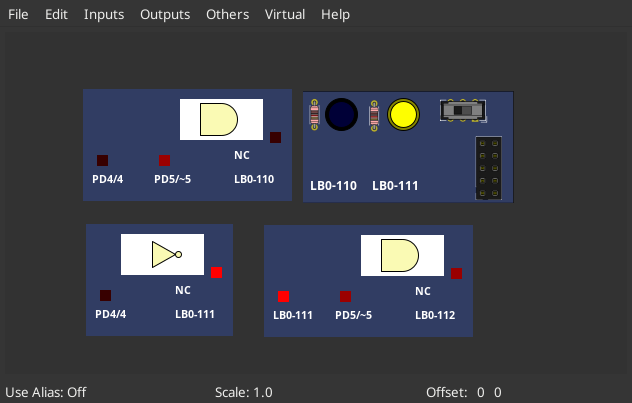 File Edit Inputs Outputs Others Virtual Help
NC
PD4/4 PD5/~5 LB0-110
LB0-110 LB0-111
NC
PD4/4 LB0-111
NC
LB0-111 PD5/~5 LB0-112
Use Alias: Off Scale: 1.0 Offset: 0 0